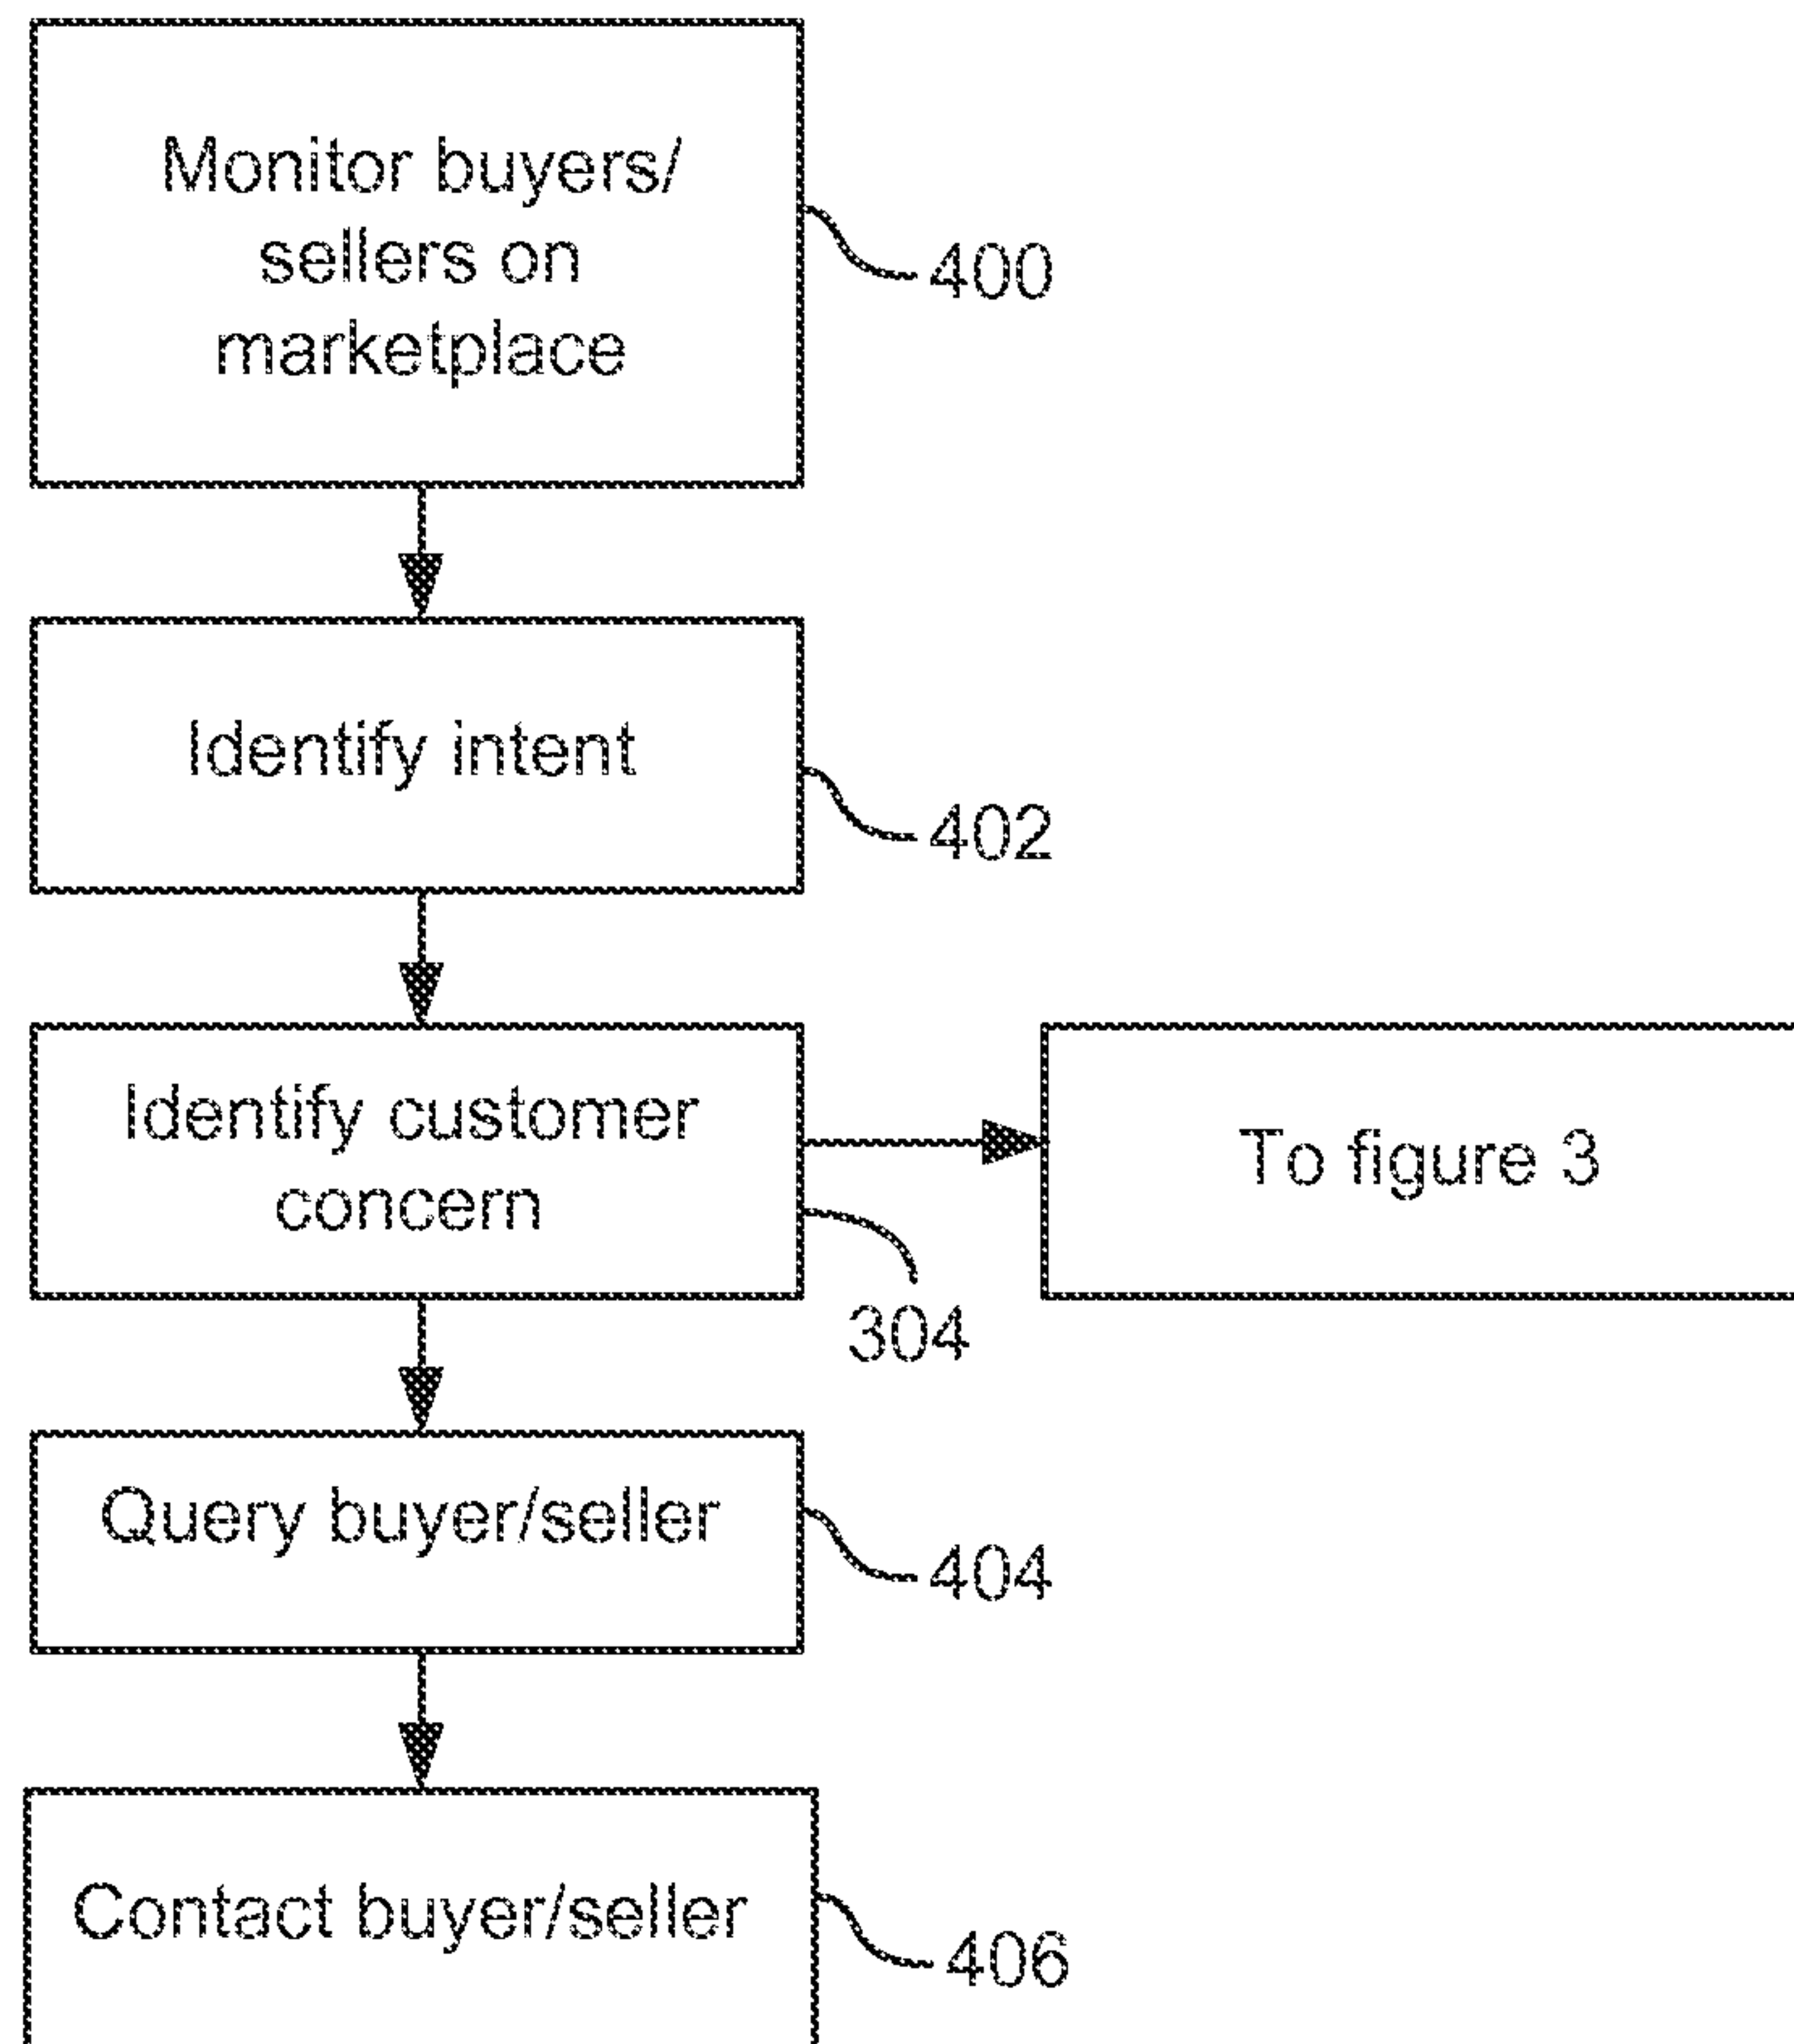 Monitor buyers/
sellers on
marketplace
400
Identify intent
402
Identify customer
concern
To figure 3
304
Query buyer/seller
404
Contact buyer/seller
406